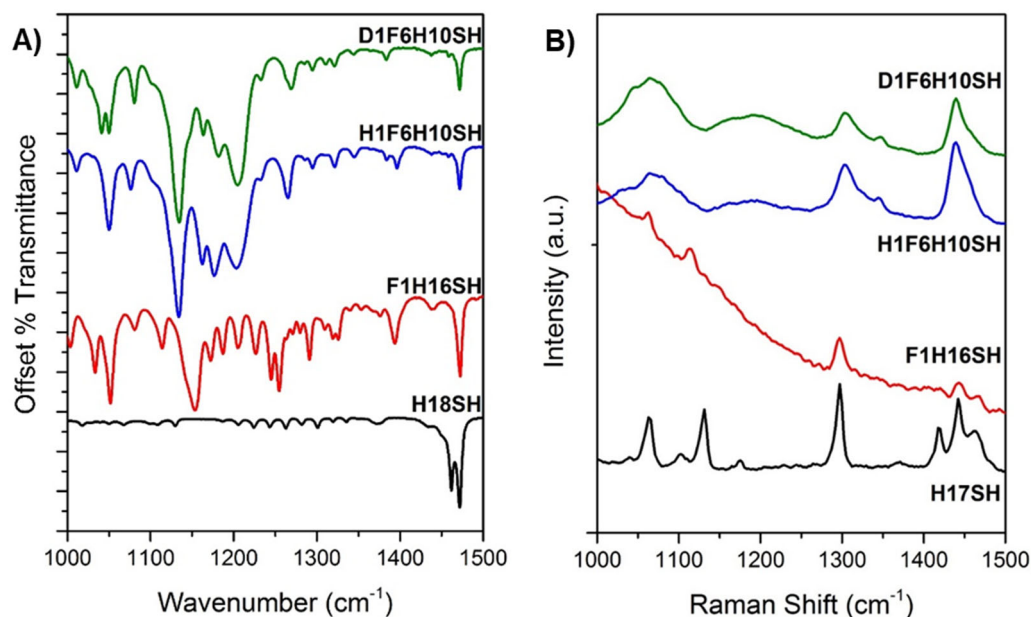 A)
D1F6H10SH
H1F6H10SH
F1H16SH
H18SH
Offset % Transmittance
1000 1100 1200 1300 1400 1500
Wavenumber (cm⁻¹)
B)
D1F6H10SH
H1F6H10SH
F1H16SH
H17SH
Intensity (a.u.)
1000 1100 1200 1300 1400 1500
Raman Shift (cm⁻¹)